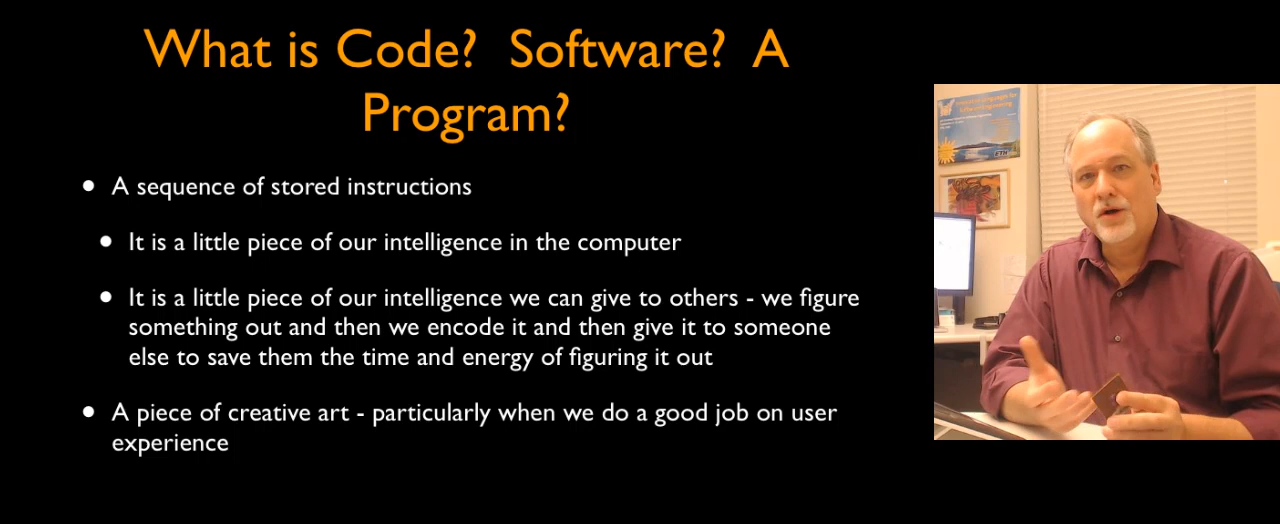 What is Code? Software? A
Program?
• A sequence of stored instructions
• It is a little piece of our intelligence in the computer
• It is a little piece of our intelligence we can give to others - we figure
something out and then we encode it and then give it to someone
else to save them the time and energy of figuring it out
• A piece of creative art - particularly when we do a good job on user
experience